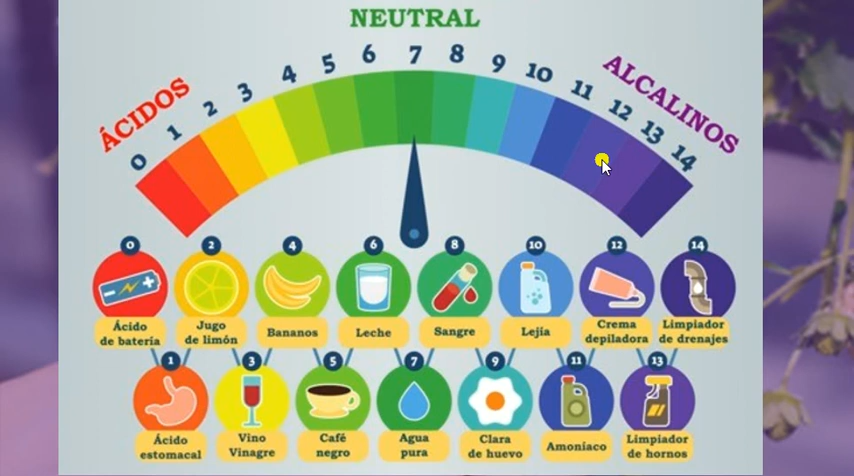 NEUTRAL
ÁCIDOS
ALCALINOS
0 1 2 3 4 5 6 7 8 9 10 11 12 13 14
0 2 4 6 8 10 12 14
Ácido
de batería
Jugo
de limón
Bananos
Leche
Sangre
Lejía
Crema
depiladora
Limpiador
de drenajes
1 3 5 7 9 11 13
Ácido
estomacal
Vino
Vinagre
Café
negro
Agua
pura
Clara
de huevo
Amoníaco
Limpiador
de hornos